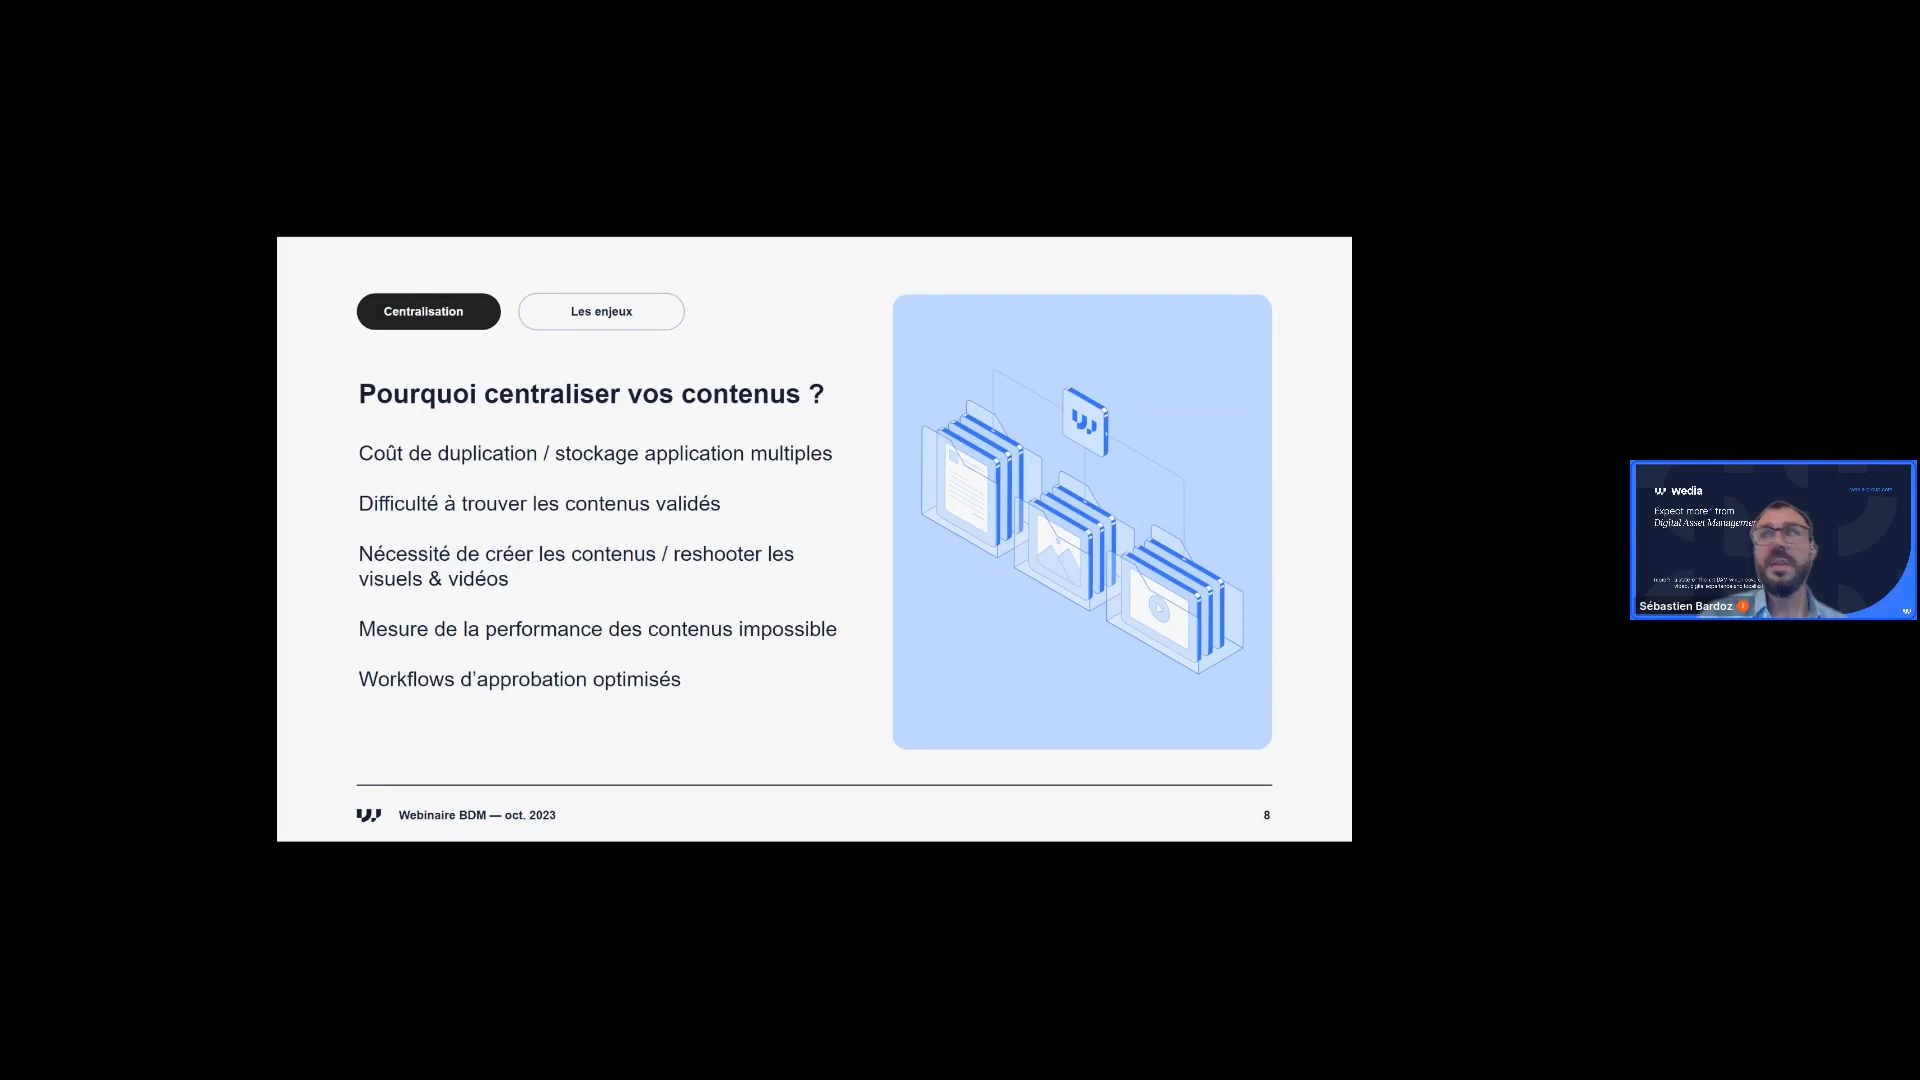 Centralisation
Les enjeux
Pourquoi centraliser vos contenus ?
Coût de duplication / stockage application multiples
Difficulté à trouver les contenus validés
Nécessité de créer les contenus / reshooter les
visuels & vidéos
Mesure de la performance des contenus impossible
Workflows d’approbation optimisés
Webinaire BDM — oct. 2023
8
wedia
Expect more* from
Digital Asset
Sébastien Bardoz